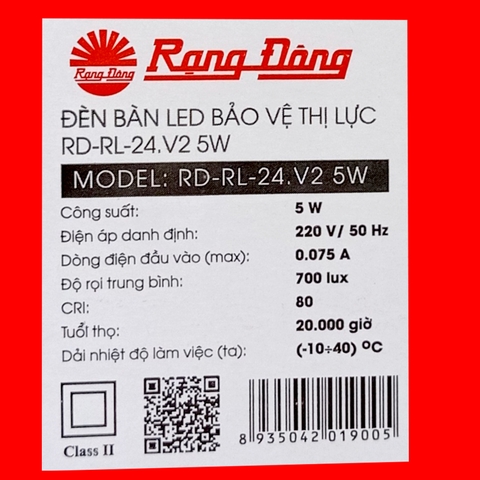 Rạng Đông
Rạng Đông
ĐÈN BÀN LED BẢO VỆ THỊ LỰC
RD-RL-24.V2 5W
MODEL: RD-RL-24.V2 5W
Công suất: 5 W
Điện áp danh định: 220 V/ 50 Hz
Dòng điện đầu vào (max): 0.075 A
Độ rọi trung bình: 700 lux
CRI: 80
Tuổi thọ: 20.000 giờ
Dải nhiệt độ làm việc (ta): (-10÷40) ºC
Class II
8 935042 019005